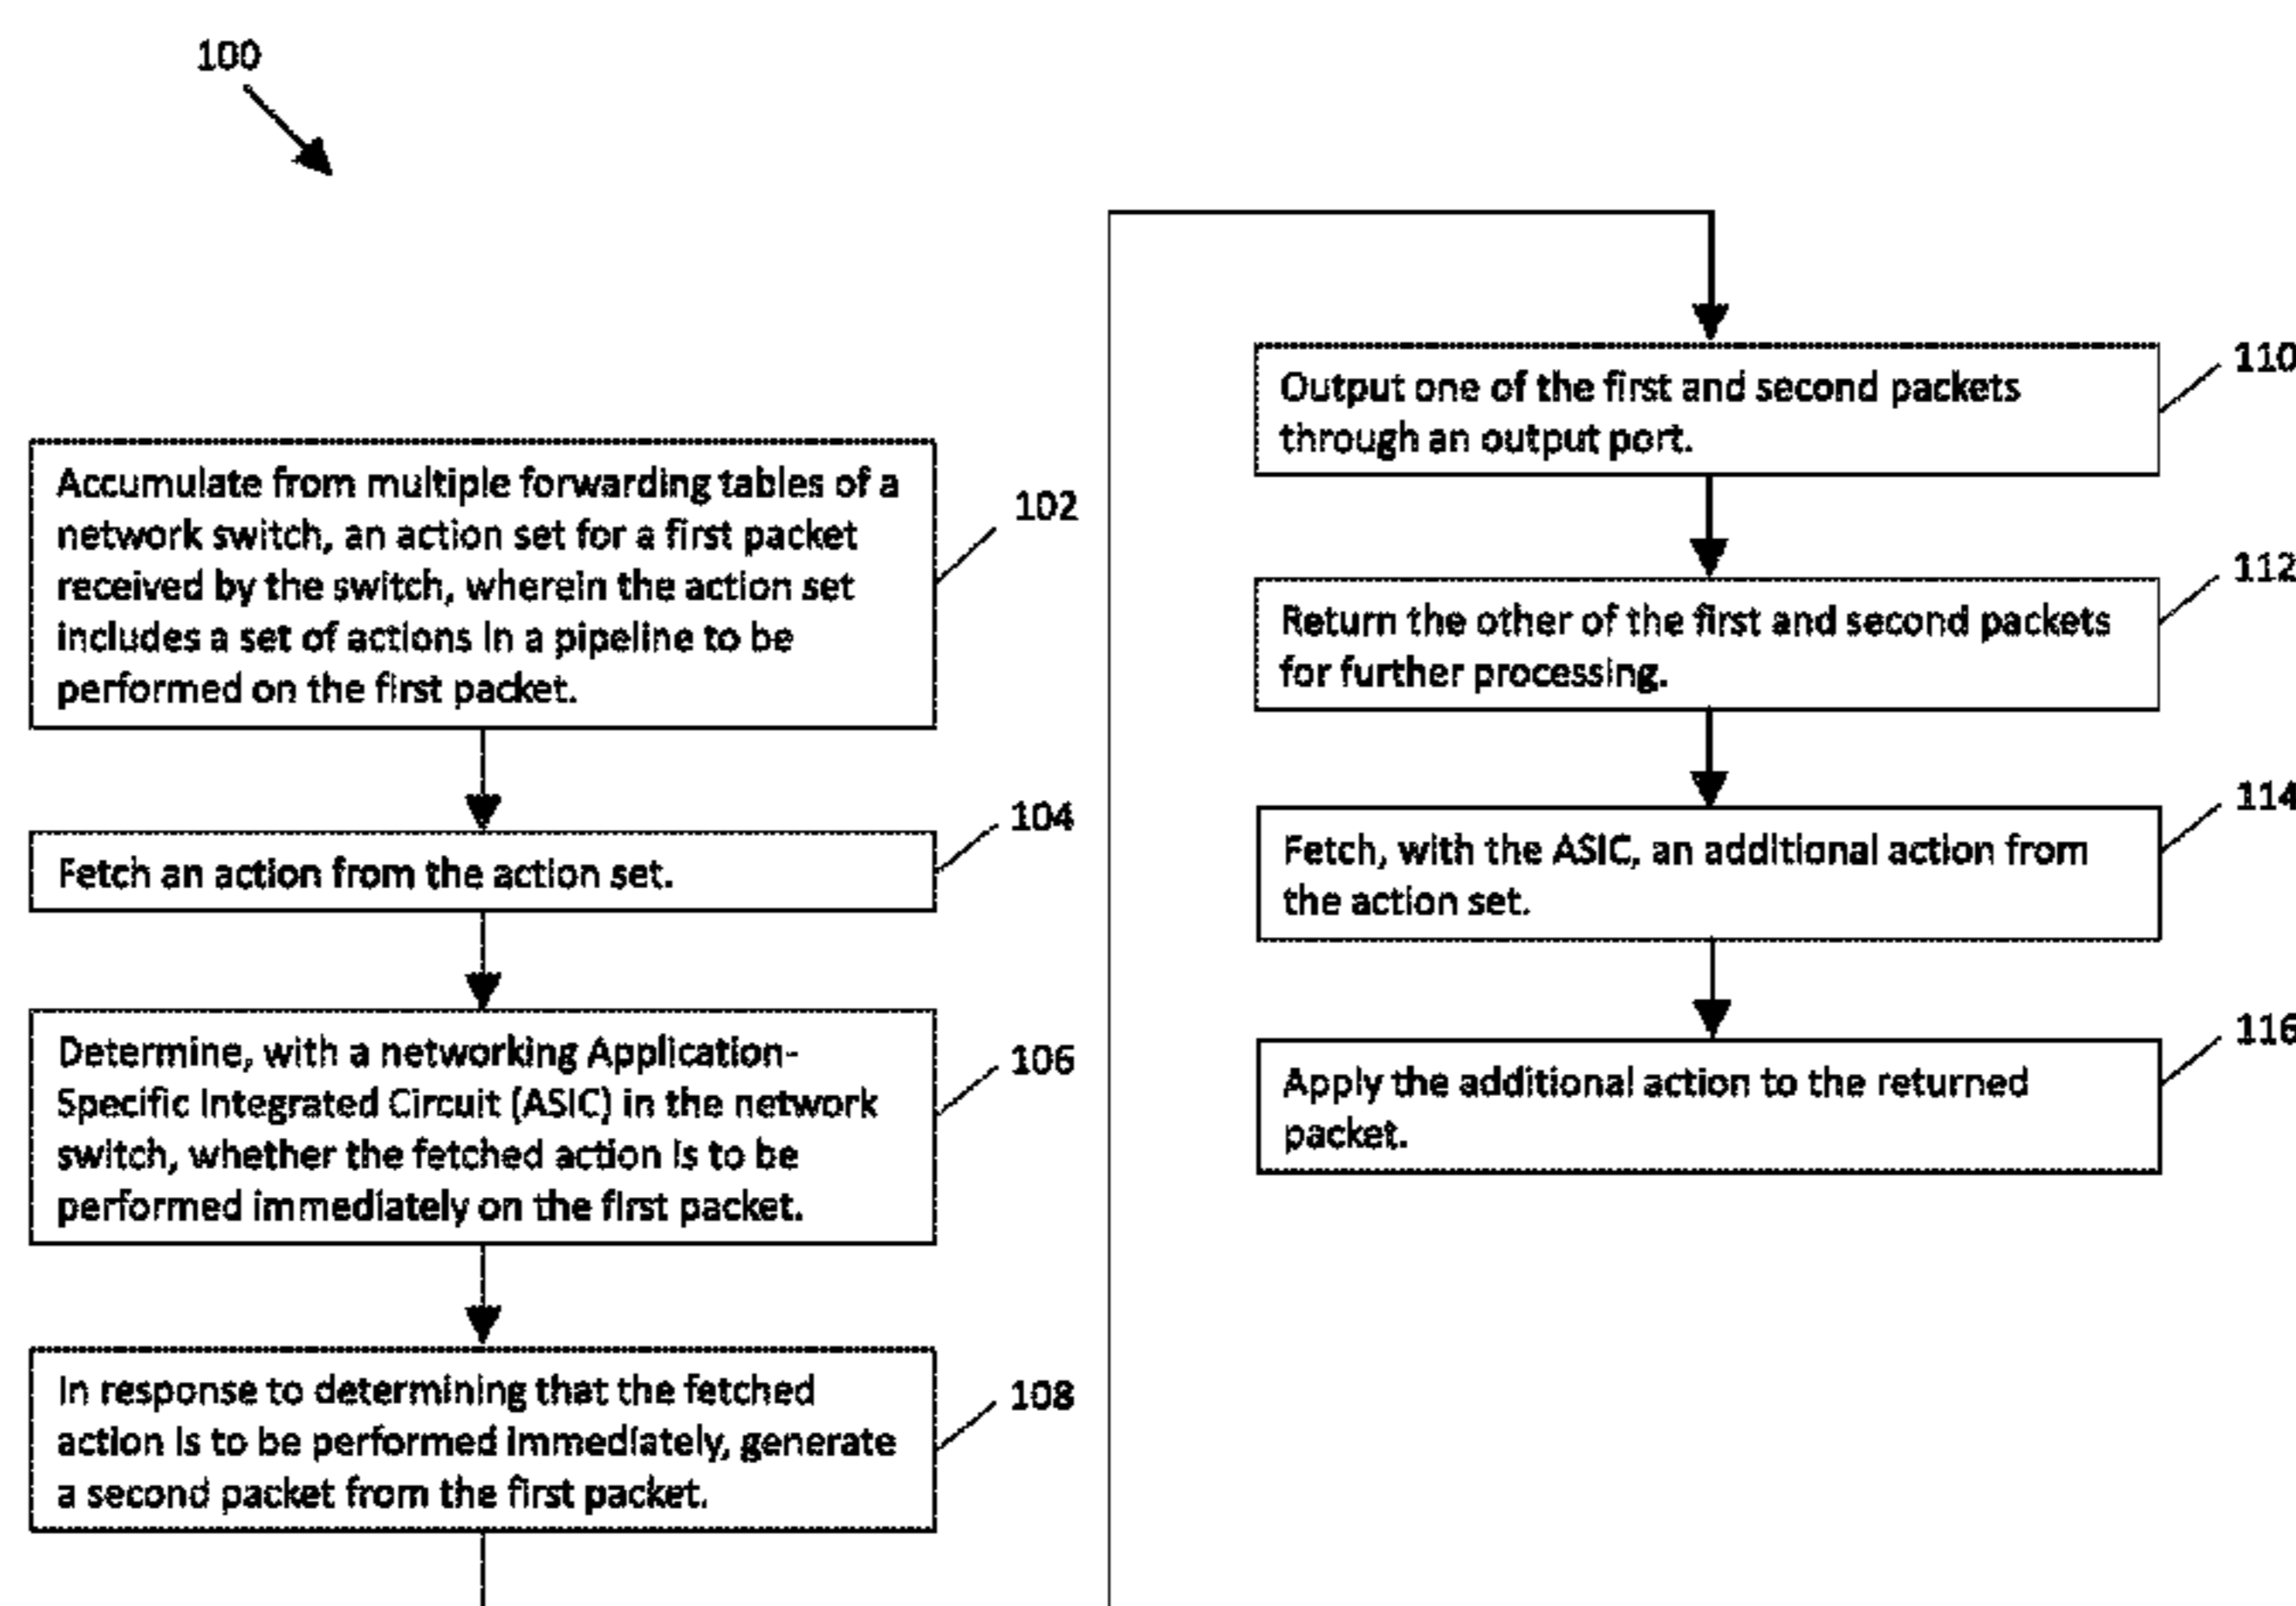 100
Accumulate from multiple forwarding tables of a
network switch, an action set for a first packet
received by the switch, wherein the action set
includes a set of actions in a pipeline to be
performed on the first packet.
102
Fetch an action from the action set.
104
Determine, with a networking Application-
Specific Integrated Circuit (ASIC) in the network
switch, whether the fetched action is to be
performed immediately on the first packet.
106
In response to determining that the fetched
action is to be performed immediately, generate
a second packet from the first packet.
108
Output one of the first and second packets
through an output port.
110
Return the other of the first and second packets
for further processing.
112
Fetch, with the ASIC, an additional action from
the action set.
114
Apply the additional action to the returned
packet.
116